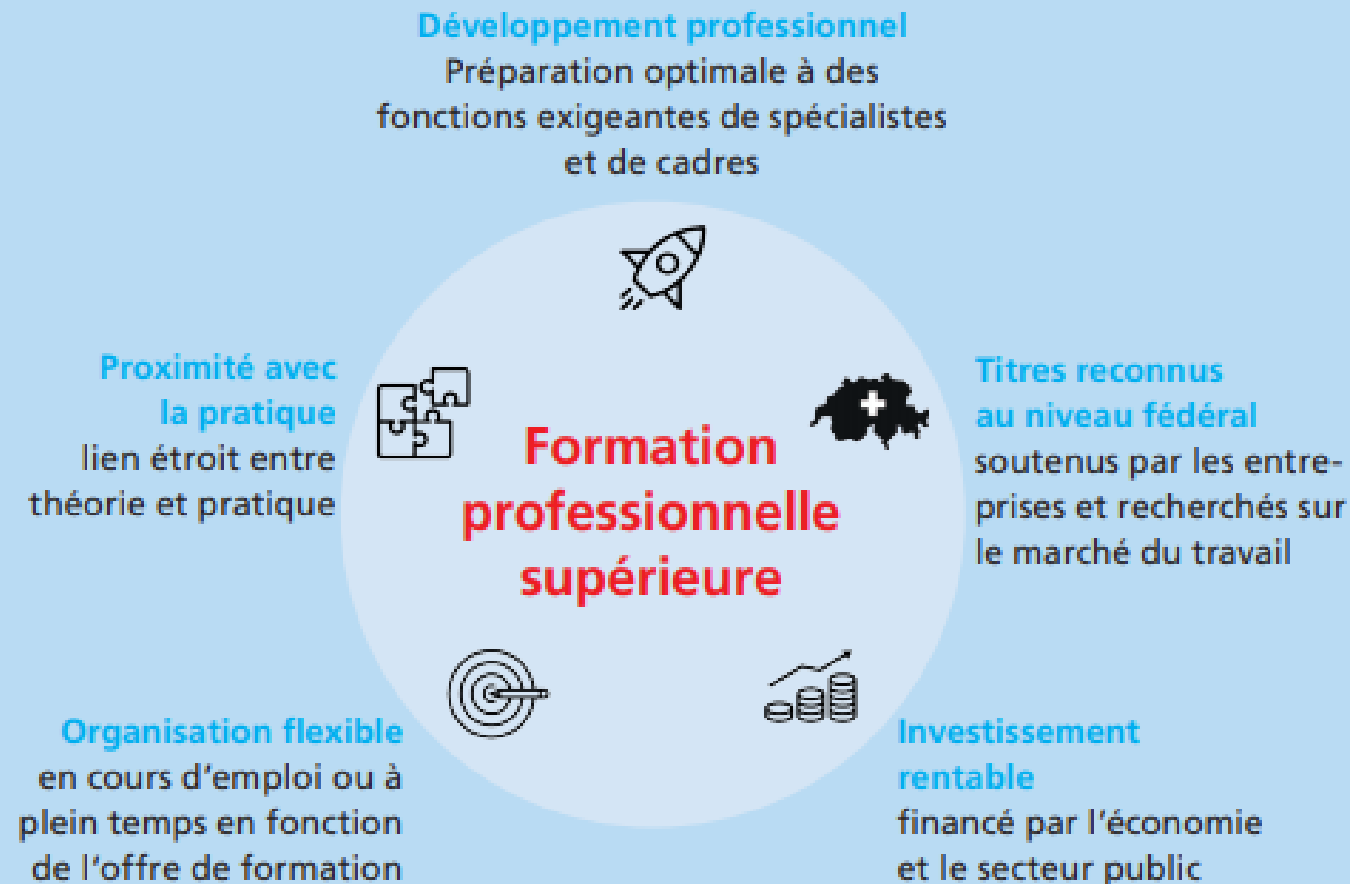 Développement professionnel
Préparation optimale à des
fonctions exigeantes de spécialistes
et de cadres
Proximité avec
la pratique
lien étroit entre
théorie et pratique
Formation
professionnelle
supérieure
Titres reconnus
au niveau fédéral
soutenus par les entre-
prises et recherchés sur
le marché du travail
Organisation flexible
en cours d'emploi ou à
plein temps en fonction
de l'offre de formation
Investissement
rentable
financé par l'économie
et le secteur public